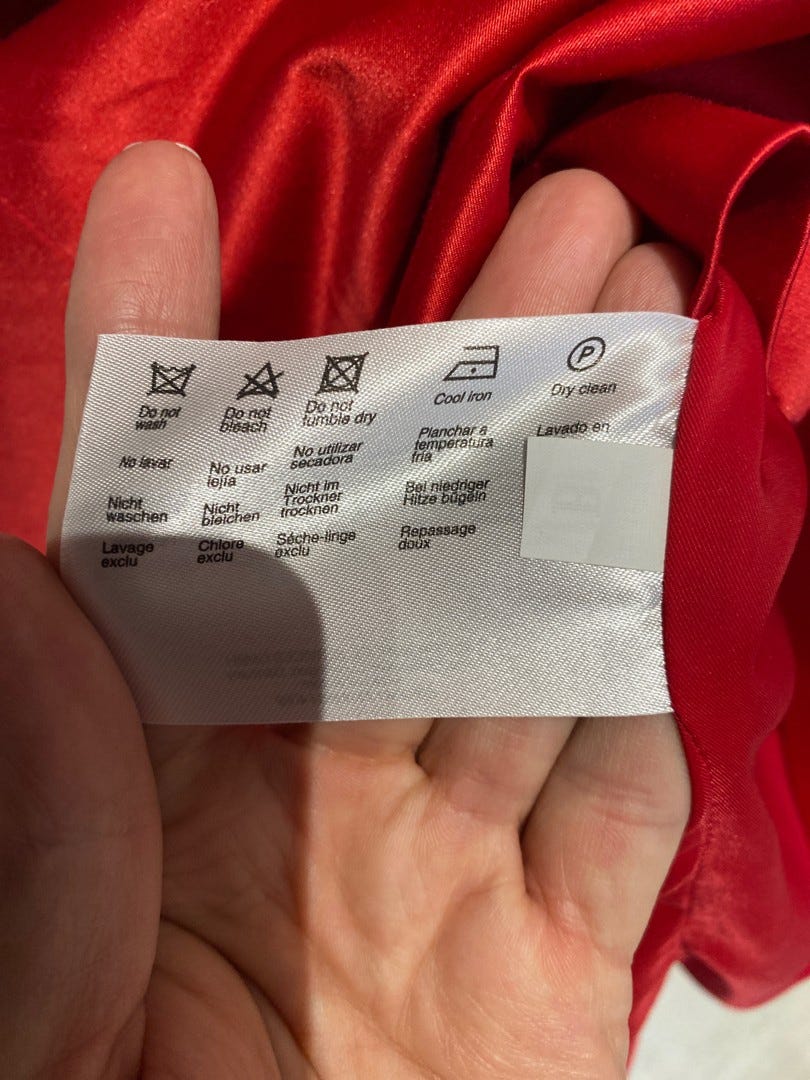 P
Do not
wash
Do not
bleach
Do not
tumble dry
Cool iron
Dry clean
No lavar
No usar
lejía
No utilizar
secadora
Planchar a
temperatura
fría
Lavado en
Nicht
waschen
Nicht
bleichen
Nicht Im
Trockner
trocknen
Bei niedriger
Hitze bügeln
Lavage
exclu
Chlore
exclu
Séche-linge
exclu
Repassage
doux